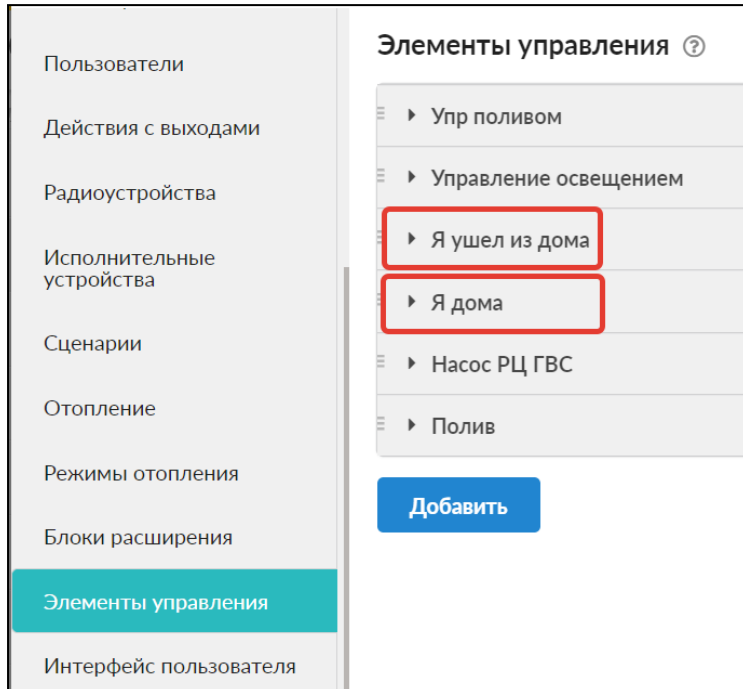 Пользователи
Действия с выходами
Радиоустройства
Исполнительные
устройства
Сценарии
Отопление
Режимы отопления
Блоки расширения
Элементы управления
Интерфейс пользователя
Элементы управления ?
Упр поливом
Управление освещением
Я ушел из дома
Я дома
Насос РЦ ГВС
Полив
Добавить